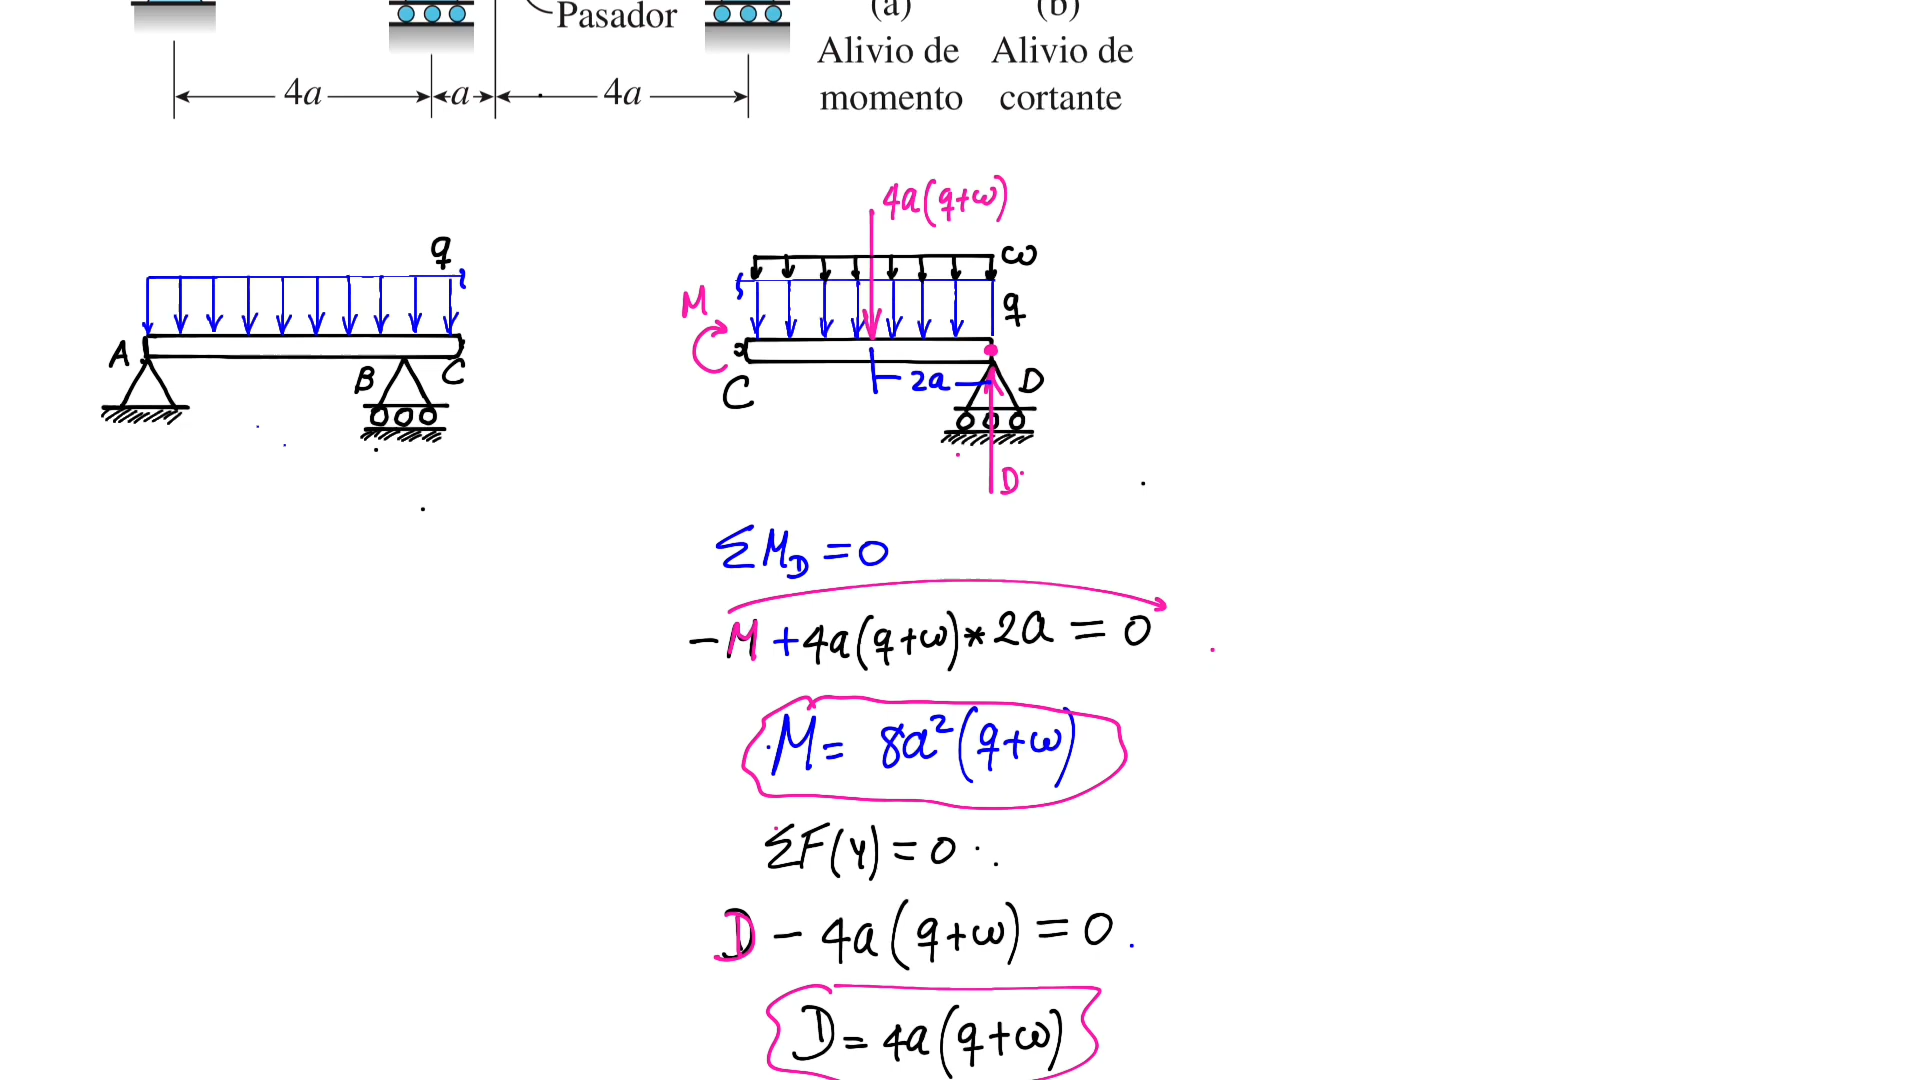 Pasador
(a) (b)
Alivio de Alivio de
momento cortante
4a a 4a
4a(q+ω)
q
ω
M
q
A B C
C 2a D
D
ΣM_D = 0
-M + 4a(q+ω)*2a = 0
M = 8a²(q+ω)
ΣF(y) = 0
D - 4a(q+ω) = 0
D = 4a(q+ω)